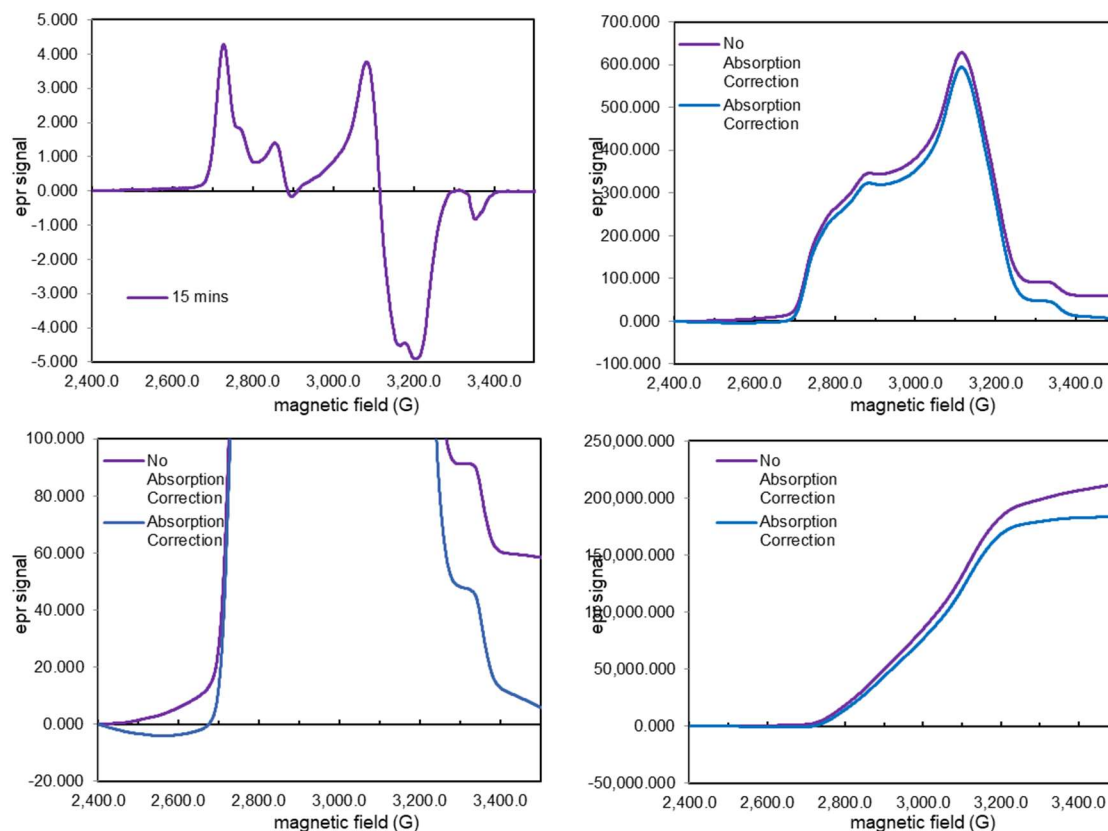 5.000
4.000
3.000
2.000
1.000
0.000
-1.000
-2.000
-3.000
-4.000
-5.000
epr signal
15 mins
2,400.0 2,600.0 2,800.0 3,000.0 3,200.0 3,400.0
magnetic field (G)
700.000
600.000
500.000
400.000
300.000
200.000
100.000
0.000
-100.000
epr signal
No
Absorption
Correction
Absorption
Correction
2,400.0 2,600.0 2,800.0 3,000.0 3,200.0 3,400.0
magnetic field (G)
100.000
80.000
60.000
40.000
20.000
0.000
-20.000
epr signal
No
Absorption
Correction
Absorption
Correction
2,400.0 2,600.0 2,800.0 3,000.0 3,200.0 3,400.0
magnetic field (G)
250,000.000
200,000.000
150,000.000
100,000.000
50,000.000
0.000
-50,000.000
epr signal
No
Absorption
Correction
Absorption
Correction
2,400.0 2,600.0 2,800.0 3,000.0 3,200.0 3,400.0
magnetic field (G)